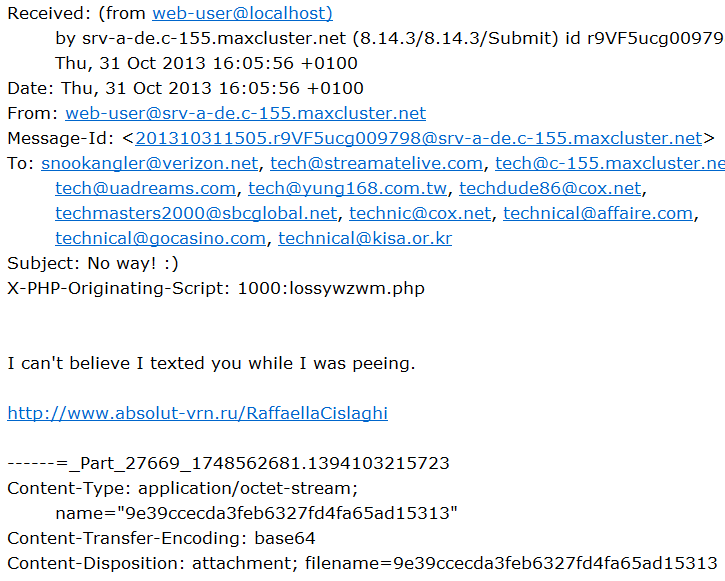 Received: (from web-user@localhost)
by srv-a-de.c-155.maxcluster.net (8.14.3/8.14.3/Submit) id r9VF5ucg00979
Thu, 31 Oct 2013 16:05:56 +0100
Date: Thu, 31 Oct 2013 16:05:56 +0100
From: web-user@srv-a-de.c-155.maxcluster.net
Message-Id: <201310311505.r9VF5ucg009798@srv-a-de.c-155.maxcluster.net>
To: snookangler@verizon.net, tech@streamatelive.com, tech@c-155.maxcluster.ne
tech@uadreams.com, tech@yung168.com.tw, techdude86@cox.net,
techmasters2000@sbcglobal.net, technic@cox.net, technical@affaire.com,
technical@gocasino.com, technical@kisa.or.kr
Subject: No way! :)
X-PHP-Originating-Script: 1000:lossywzwm.php
I can't believe I texted you while I was peeing.
http://www.absolut-vrn.ru/RaffaellaCislaghi
------=_Part_27669_1748562681.1394103215723
Content-Type: application/octet-stream;
name="9e39ccecda3feb6327fd4fa65ad15313"
Content-Transfer-Encoding: base64
Content-Disposition: attachment; filename=9e39ccecda3feb6327fd4fa65ad15313